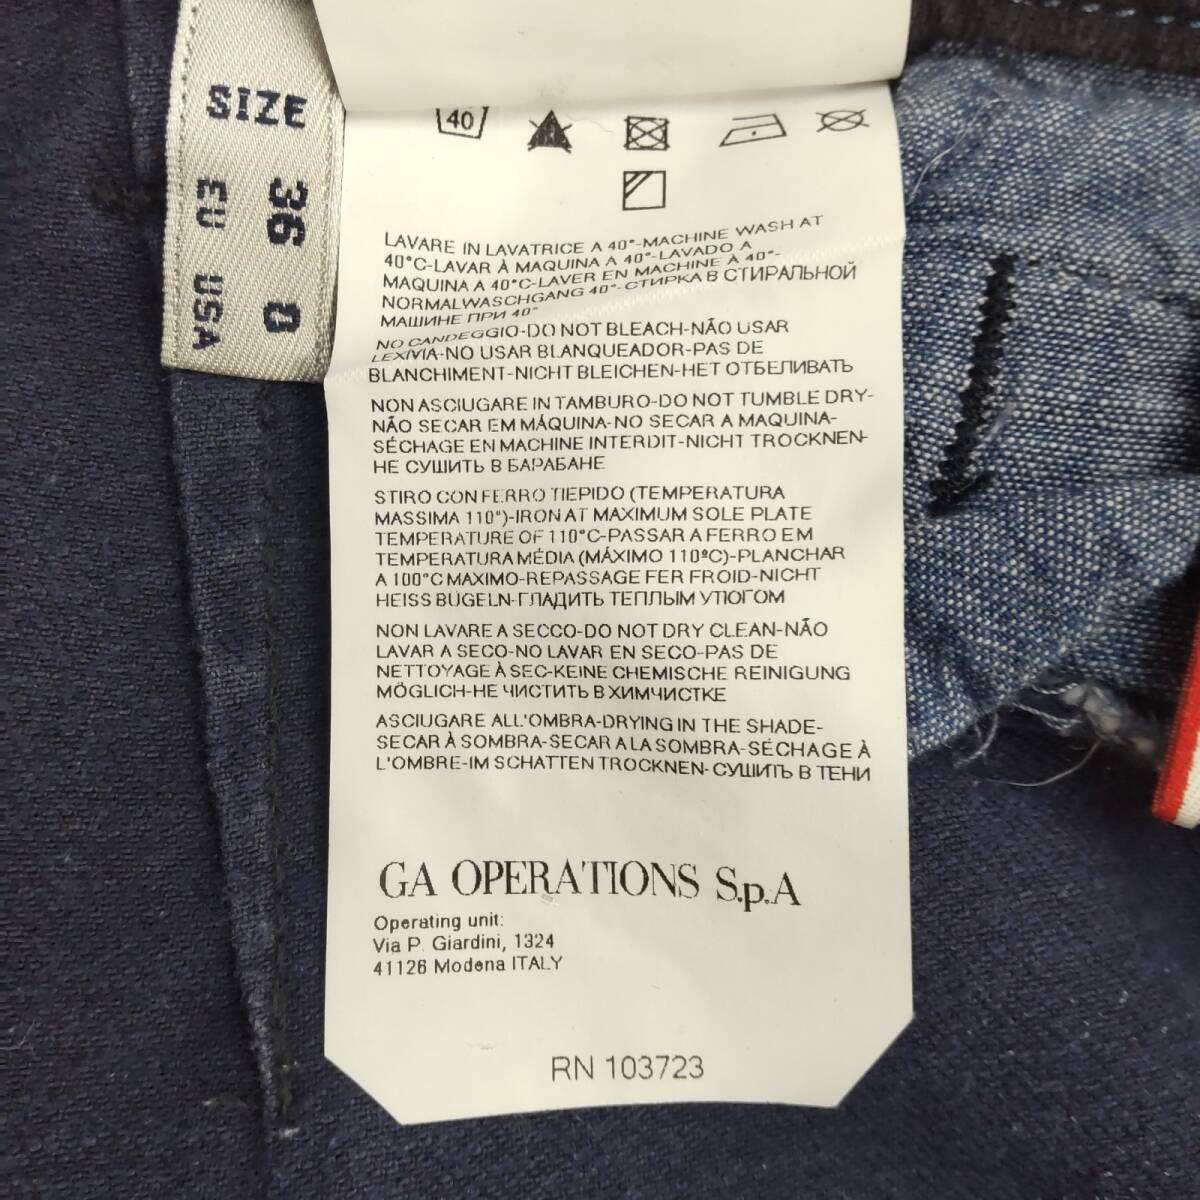 SIZE
36 EU
0 USA
40
LAVARE IN LAVATRICE A 40°-MACHINE WASH AT
40°C-LAVAR À MAQUINA A 40°-LAVADO A
MAQUINA A 40°C-LAVER EN MACHINE À 40°-
NORMALWASCHGANG 40°-СТИРКА В СТИРАЛЬНОЙ
МАШИНЕ ПРИ 40°
NO CANDEGGIO-DO NOT BLEACH-NÃO USAR
LEXIVIA-NO USAR BLANQUEADOR-PAS DE
BLANCHIMENT-NICHT BLEICHEN-НЕТ ОТБЕЛИВАТЬ
NON ASCIUGARE IN TAMBURO-DO NOT TUMBLE DRY-
NÃO SECAR EM MÁQUINA-NO SECAR A MAQUINA-
SÉCHAGE EN MACHINE INTERDIT-NICHT TROCKNEN-
НЕ СУШИТЬ В БАРАБАНЕ
STIRO CON FERRO TIEPIDO (TEMPERATURA
MASSIMA 110°)-IRON AT MAXIMUM SOLE PLATE
TEMPERATURE OF 110°C-PASSAR A FERRO EM
TEMPERATURA MÉDIA (MÁXIMO 110ºC)-PLANCHAR
A 100°C MAXIMO-REPASSAGE FER FROID-NICHT
HEISS BÜGELN-ГЛАДИТЬ ТЕПЛЫМ УТЮГОМ
NON LAVARE A SECCO-DO NOT DRY CLEAN-NÃO
LAVAR A SECO-NO LAVAR EN SECO-PAS DE
NETTOYAGE À SEC-KEINE CHEMISCHE REINIGUNG
MÖGLICH-НЕ ЧИСТИТЬ В ХИМЧИСТКЕ
ASCIUGARE ALL'OMBRA-DRYING IN THE SHADE-
SECAR À SOMBRA-SECAR A LA SOMBRA-SÉCHAGE À
L'OMBRE-IM SCHATTEN TROCKNEN-СУШИТЬ В ТЕНИ
GA OPERATIONS S.p.A
Operating unit:
Via P. Giardini, 1324
41126 Modena ITALY
RN 103723